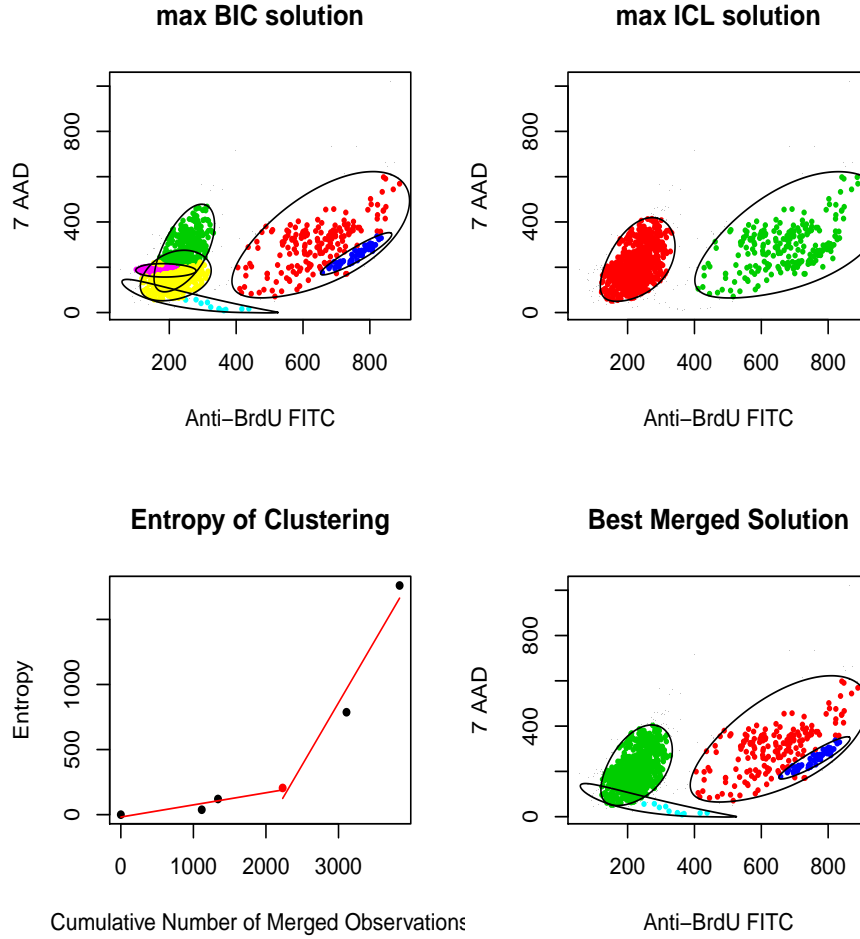 max BIC solution
7 AAD
0 200 400 800
200 400 600 800
Anti−BrdU FITC
max ICL solution
7 AAD
0 200 400 800
200 400 600 800
Anti−BrdU FITC
Entropy of Clustering
Entropy
0 500 1000
0 1000 2000 3000
Cumulative Number of Merged Observations
Best Merged Solution
7 AAD
0 200 400 800
200 400 600 800
Anti−BrdU FITC